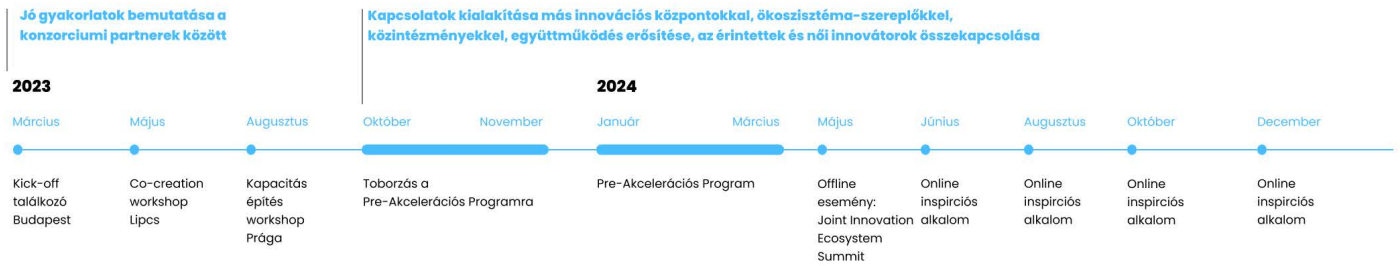 Jó gyakorlatok bemutatása a
konzorciumi partnerek között
Kapcsolatok kialakítása más innovációs központokkal, ökoszisztéma-szereplőkkel,
közintézményekkel, együttműködés erősítése, az érintettek és női innovátorok összekapcsolása
2023
2024
Március
Május
Augusztus
Október
November
Január
Március
Május
Június
Augusztus
Október
December
Kick-off
találkozó
Budapest
Co-creation
workshop
Lipcs
Kapacitás
építés
workshop
Prága
Toborzás a
Pre-Akcelerációs Programra
Pre-Akcelerációs Program
Offline
esemény:
Joint Innovation
Ecosystem
Summit
Online
inspirciós
alkalom
Online
inspirciós
alkalom
Online
inspirciós
alkalom
Online
inspirciós
alkalom